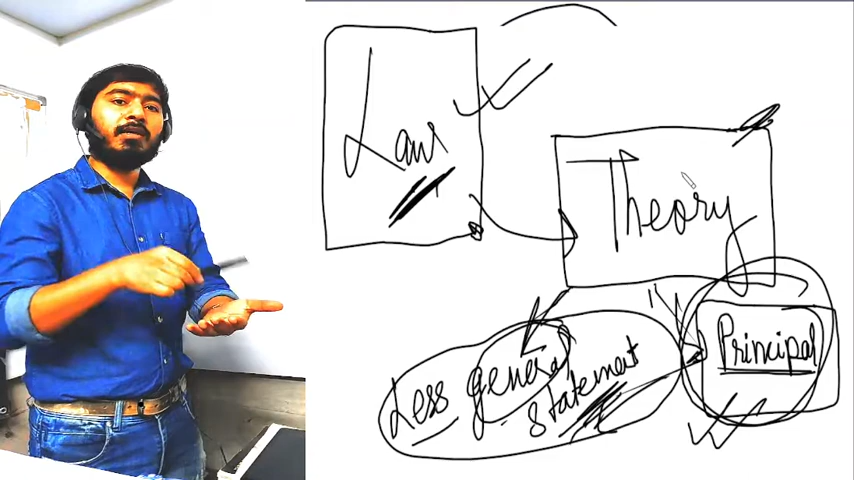 Law
Theory
Less general
statement
Principal